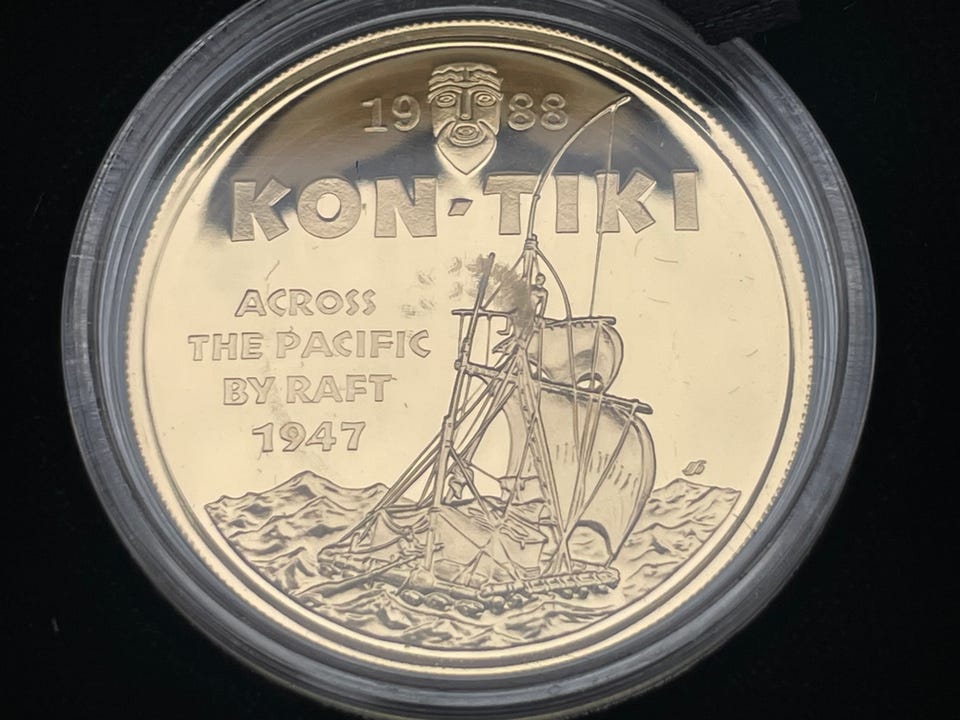 1988
KON-TIKI
ACROSS
THE PACIFIC
BY RAFT
1947